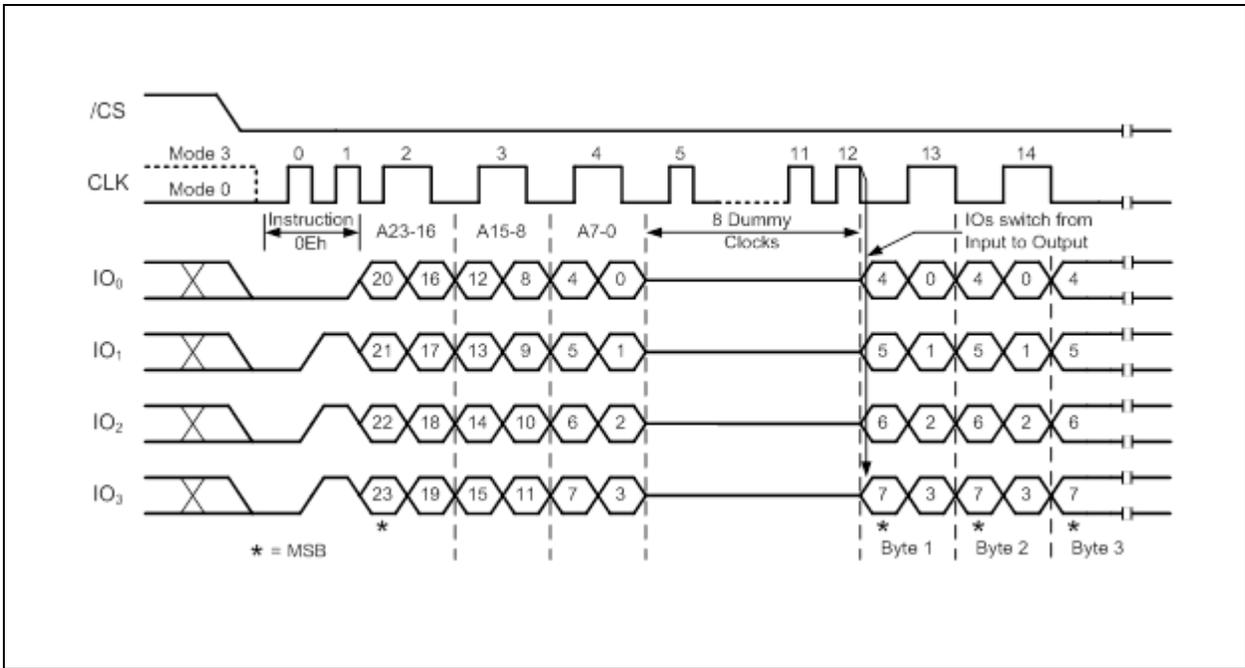 /CS
Mode 3 0 1 2 3 4 5 11 12 13 14
CLK Mode 0
Instruction 0Eh A23-16 A15-8 A7-0 8 Dummy Clocks IOs switch from Input to Output
IO₀ 20 16 12 8 4 0 4 0 4 0 4
IO₁ 21 17 13 9 5 1 5 1 5 1 5
IO₂ 22 18 14 10 6 2 6 2 6 2 6
IO₃ 23 19 15 11 7 3 7 3 7 3 7
* * * *
* = MSB Byte 1 Byte 2 Byte 3